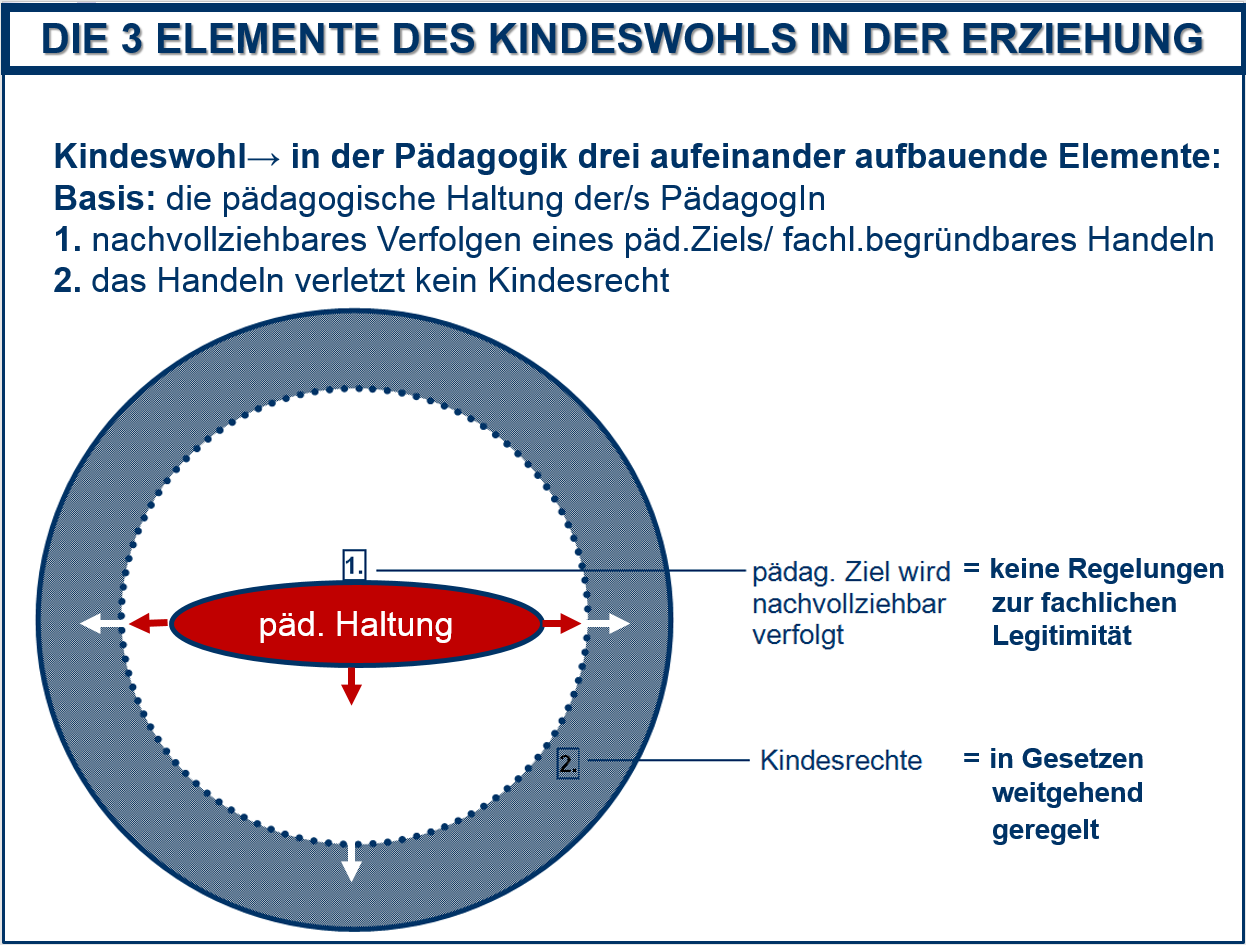 DIE 3 ELEMENTE DES KINDESWOHLS IN DER ERZIEHUNG
Kindeswohl→ in der Pädagogik drei aufeinander aufbauende Elemente:
Basis: die pädagogische Haltung der/s PädagogIn
1. nachvollziehbares Verfolgen eines päd.Ziels/ fachl.begründbares Handeln
2. das Handeln verletzt kein Kindesrecht
1.
päd. Haltung
pädag. Ziel wird
nachvollziehbar
verfolgt
= keine Regelungen
zur fachlichen
Legitimität
2.
Kindesrechte
= in Gesetzen
weitgehend
geregelt